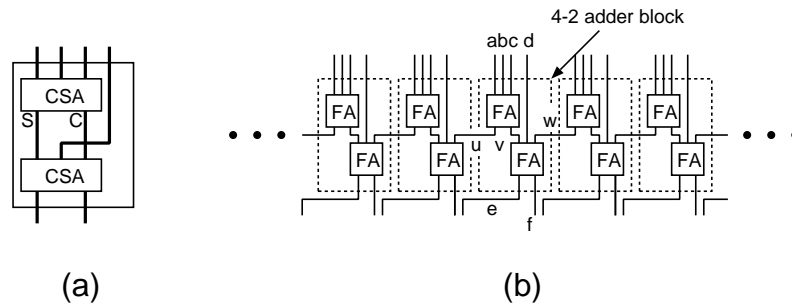 4-2 adder block
abc d
CSA
S C
CSA
FA FA FA FA FA
w
u v
FA FA FA FA FA
e
f
(a) (b)